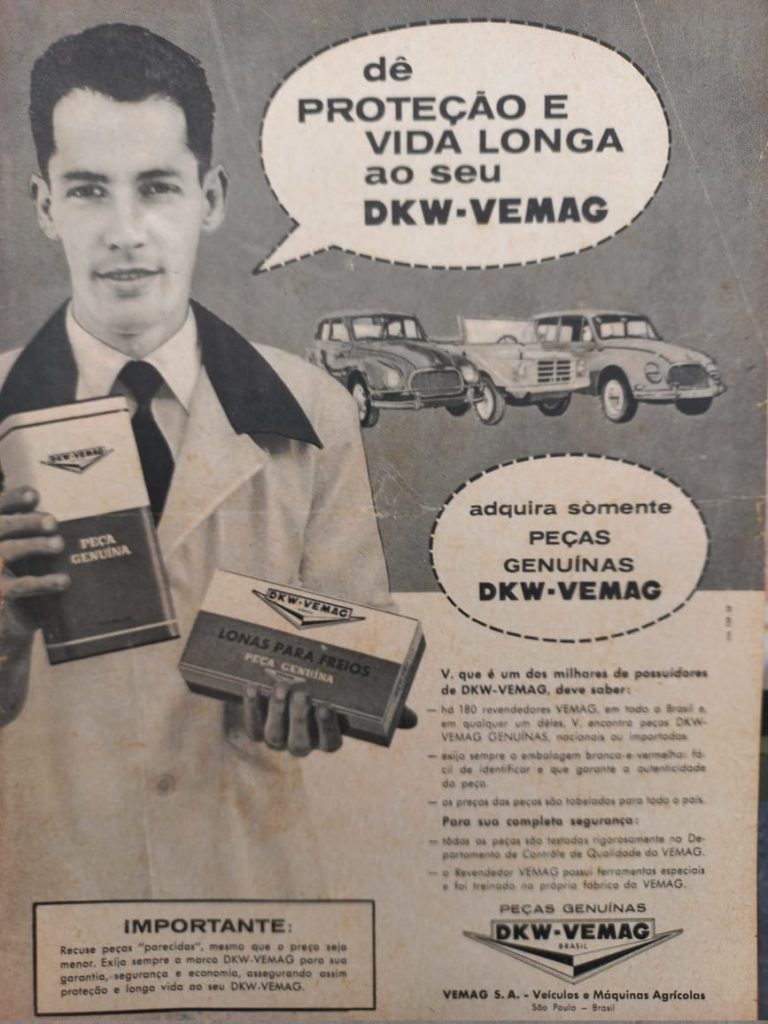 dê
PROTEÇÃO E
VIDA LONGA
ao seu
DKW-VEMAG
DKW-VEMAG
PEÇA
GENUÍNA
DKW-VEMAG
LONAS PARA FREIOS
PEÇA GENUÍNA
adquira sòmente
PEÇAS
GENUÍNAS
DKW-VEMAG
V. que é um dos milhares de possuidores
de DKW-VEMAG, deve saber:
— há 180 revendedores VEMAG, em todo o Brasil e,
em qualquer um dêles, V. encontra peças DKW-
VEMAG GENUÍNAS, nacionais ou importadas.
— exija sempre a embalagem branca-e-vermelha: fá-
cil de identificar e que garante a autenticidade
da peça.
— os preços das peças são tabelados para todo o país.
Para sua completa segurança:
— tôdas as peças são testadas rigorosamente no De-
partamento de Contrôle de Qualidade da VEMAG.
— o Revendedor VEMAG possui ferramentas especiais
e foi treinado na própria fábrica da VEMAG.
IMPORTANTE:
Recuse peças "parecidas", mesmo que o preço seja
menor. Exija sempre a marca DKW-VEMAG para sua
garantia, segurança e economia, assegurando assim
proteção e longa vida ao seu DKW-VEMAG.
PEÇAS GENUÍNAS
DKW-VEMAG
BRASIL
VEMAG S.A. - Veículos e Máquinas Agrícolas
São Paulo - Brasil